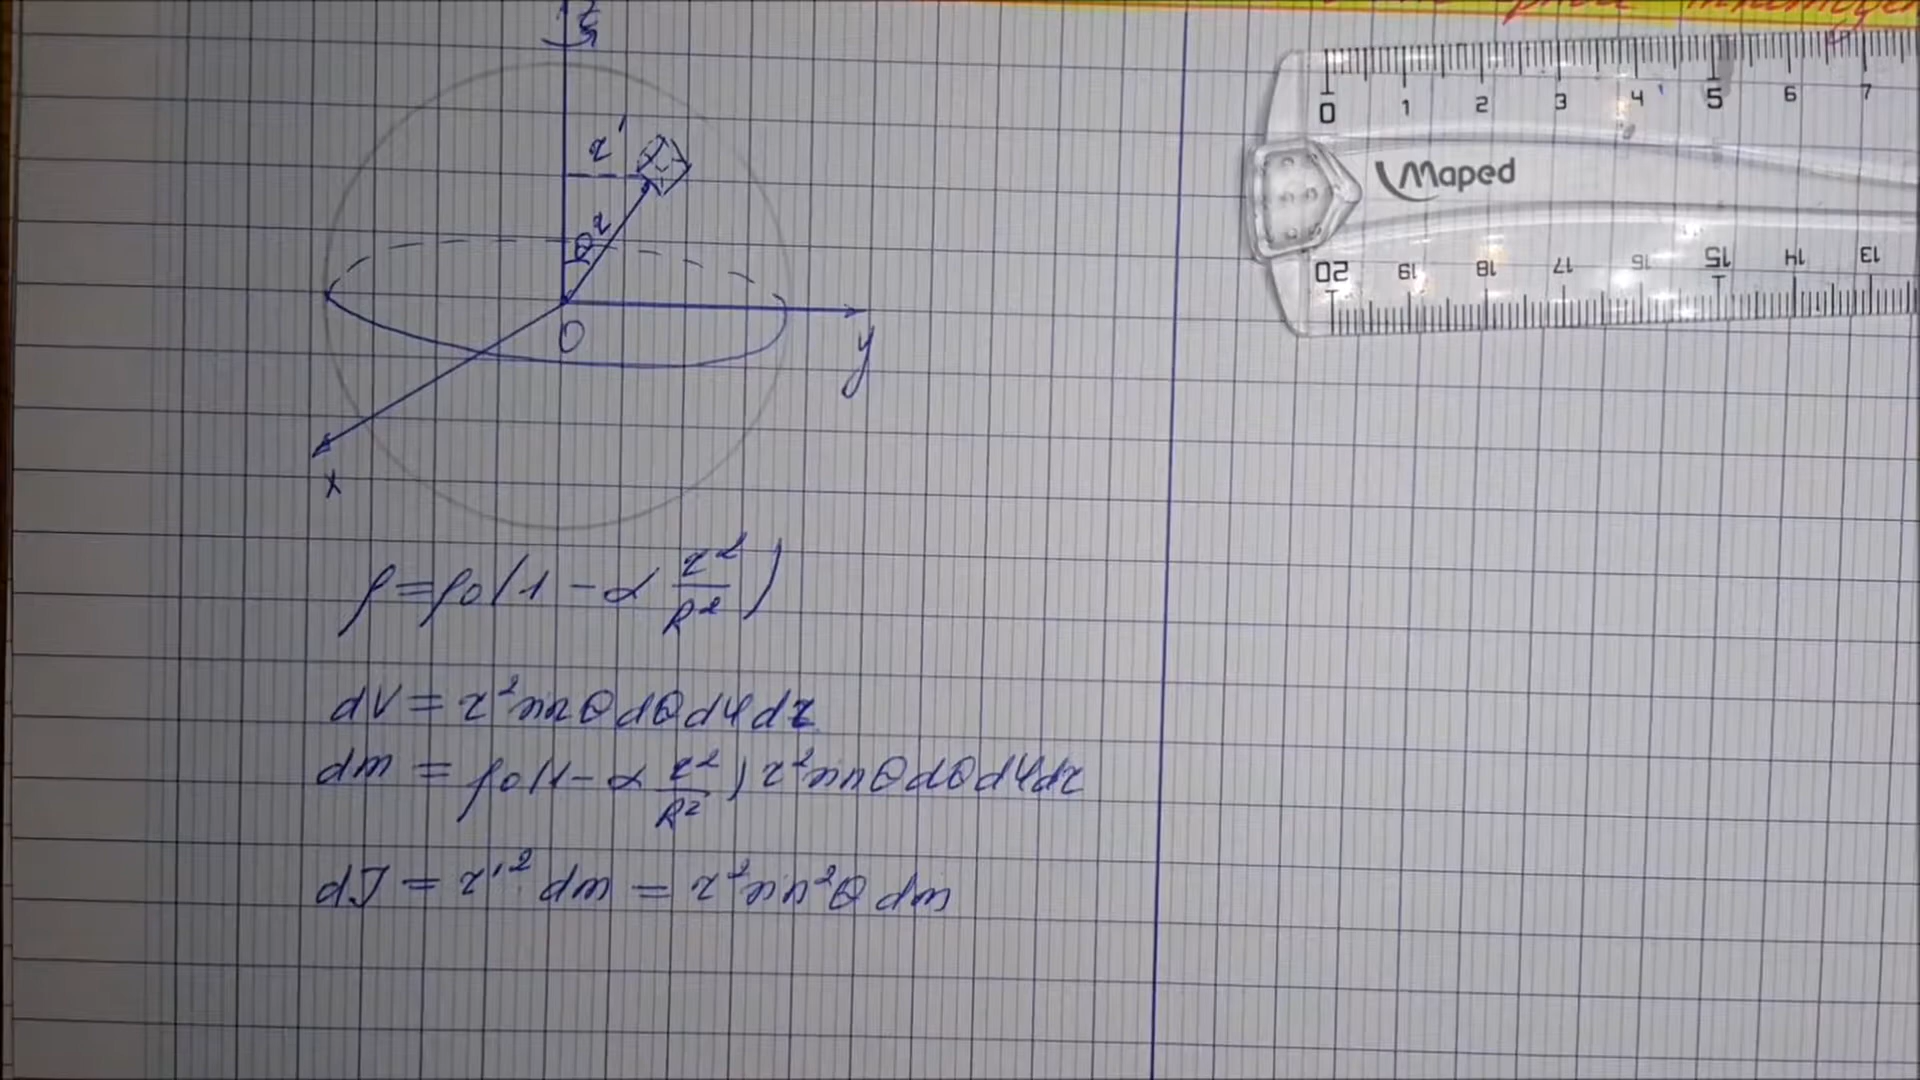 z
r'
r
θ
O
y
x
ρ=ρ₀(1-α r²/R²)
dV = r² sin θ dθ dφ dr
dm = ρ₀(1-α r²/R²) r² sin θ dθ dφ dr
dI = r'² dm = r² sin² θ dm
0 1 2 3 4 5 6 7
Maped
20 19 18 17 16 15 14 13